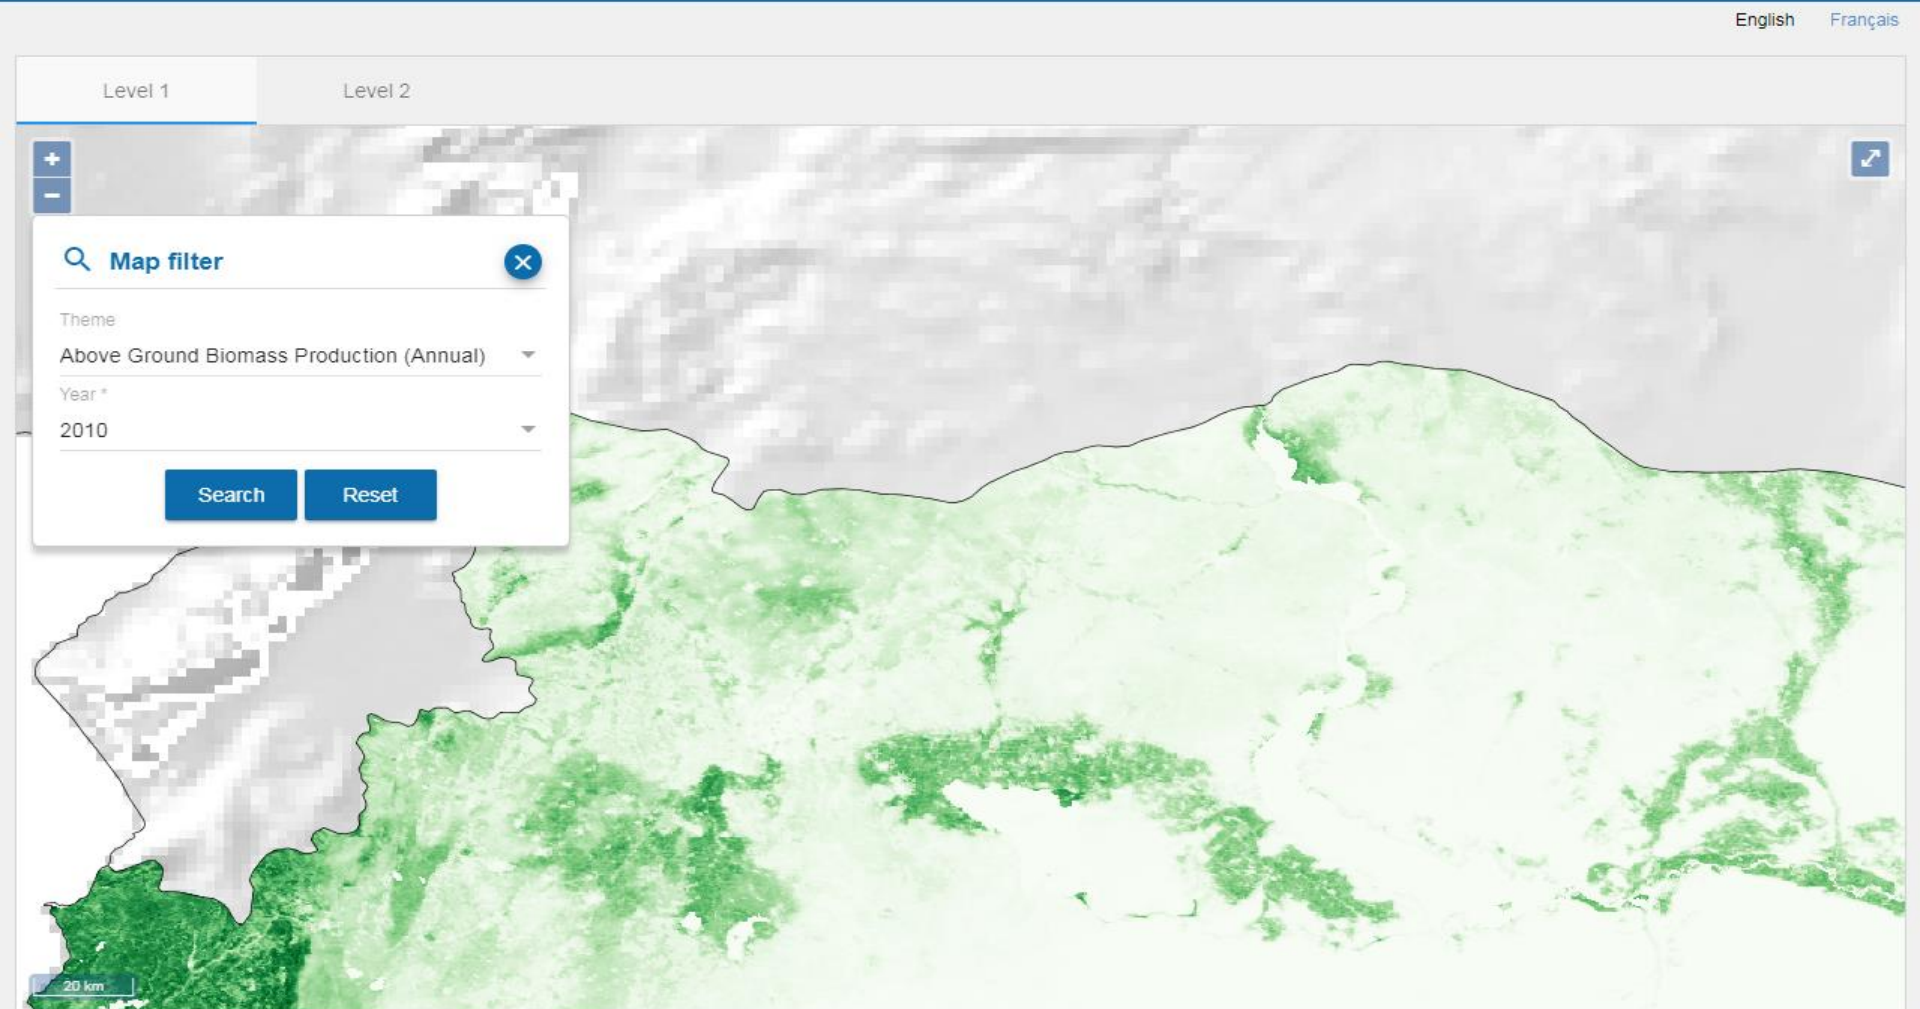 English Français
Level 1 Level 2
+
−
Map filter
Theme
Above Ground Biomass Production (Annual)
Year *
2010
Search Reset
20 km